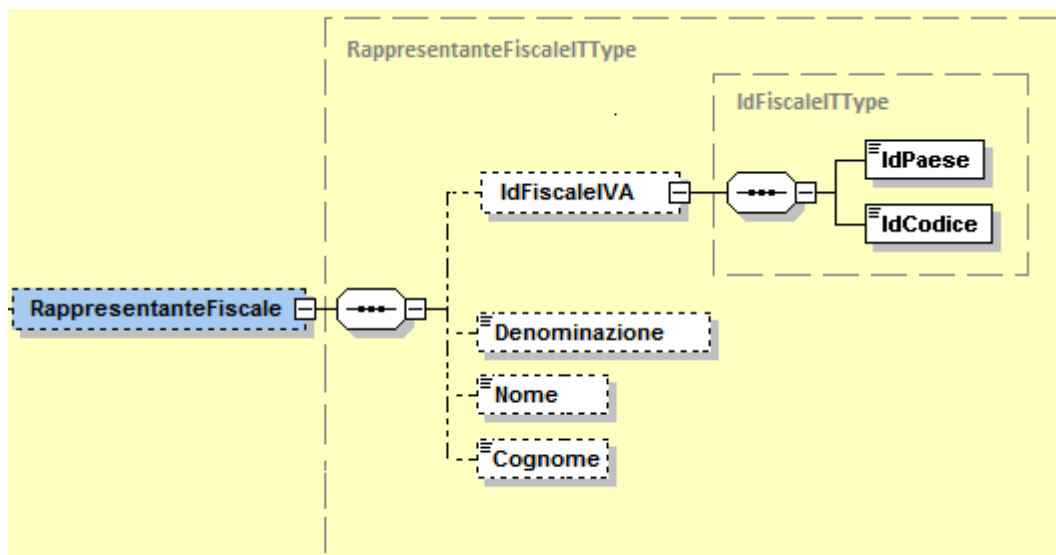 RappresentanteFiscaleITType
IdFiscaleITType
IdPaese
IdFiscaleIVA
IdCodice
RappresentanteFiscale
Denominazione
Nome
Cognome